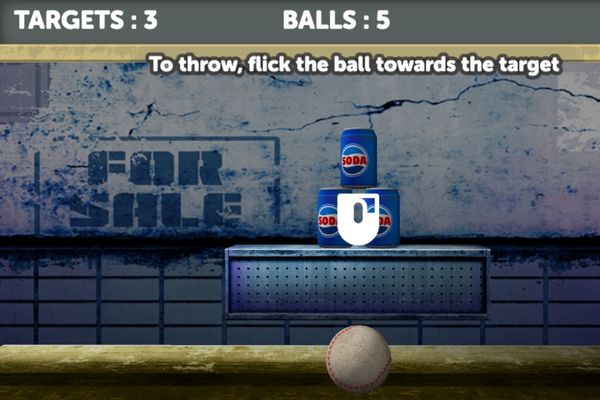 TARGETS : 3
BALLS : 5
To throw, flick the ball towards the target
FOR
SALE
SODA
SODA
SODA